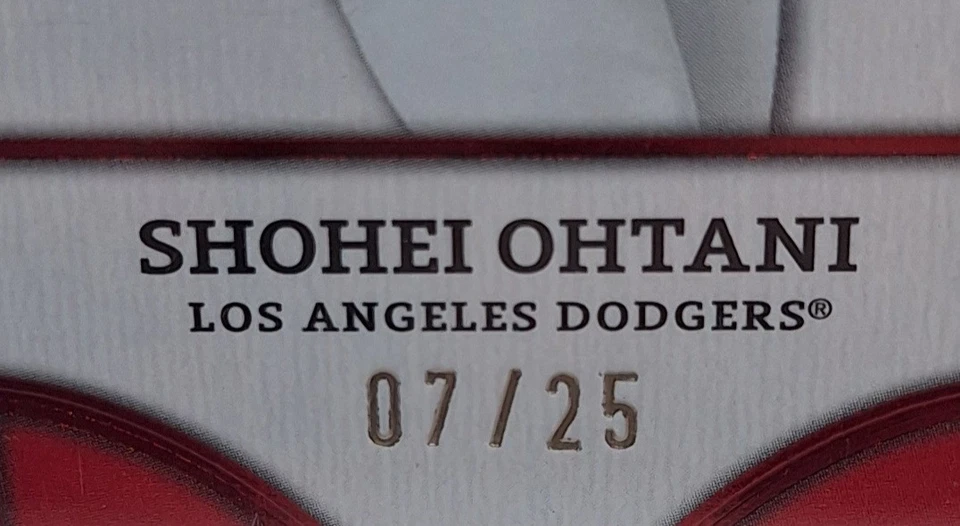 SHOHEI OHTANI
LOS ANGELES DODGERS®
07/25